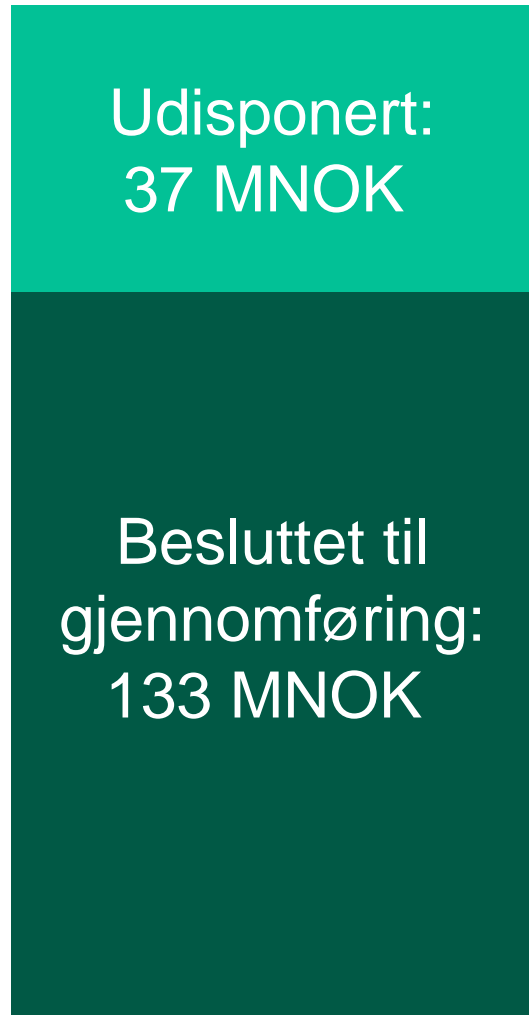 Udisponert:
37 MNOK
Besluttet til
gjennomføring:
133 MNOK